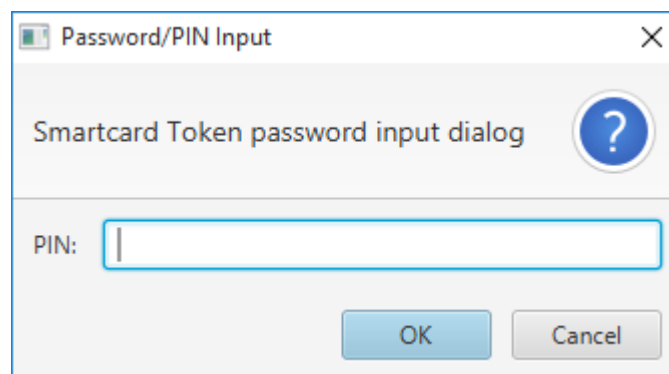 Password/PIN Input
Smartcard Token password input dialog
?
PIN:
OK
Cancel